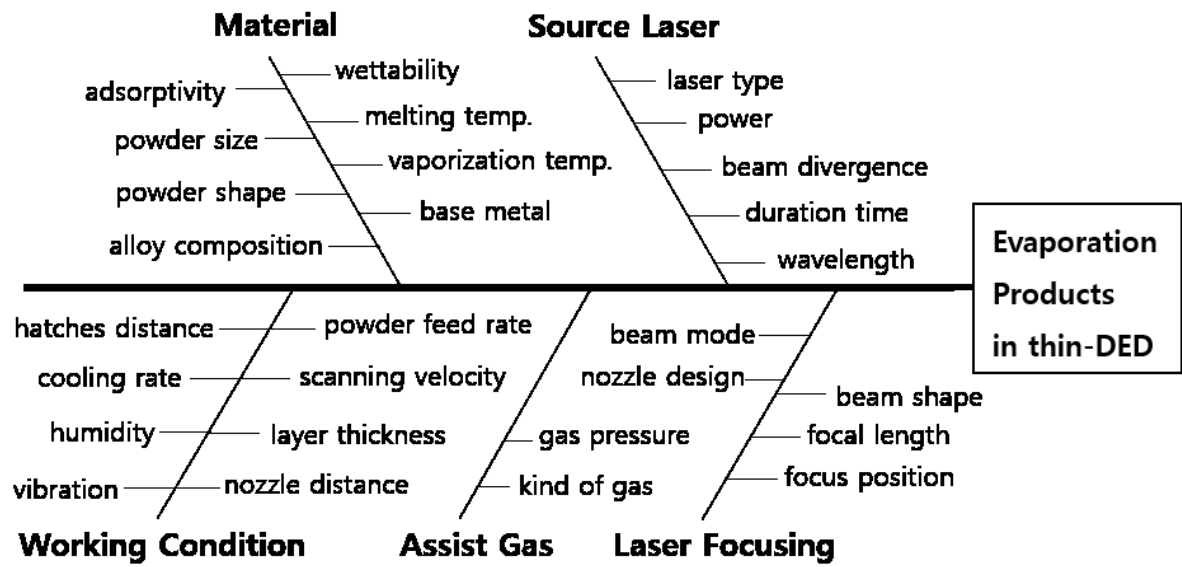 Material
Source Laser
wettability
adsorptivity
melting temp.
powder size
vaporization temp.
powder shape
base metal
alloy composition
laser type
power
beam divergence
duration time
wavelength
Evaporation
Products
in thin-DED
hatches distance
powder feed rate
cooling rate
scanning velocity
humidity
layer thickness
vibration
nozzle distance
gas pressure
kind of gas
beam mode
nozzle design
beam shape
focal length
focus position
Working Condition
Assist Gas
Laser Focusing